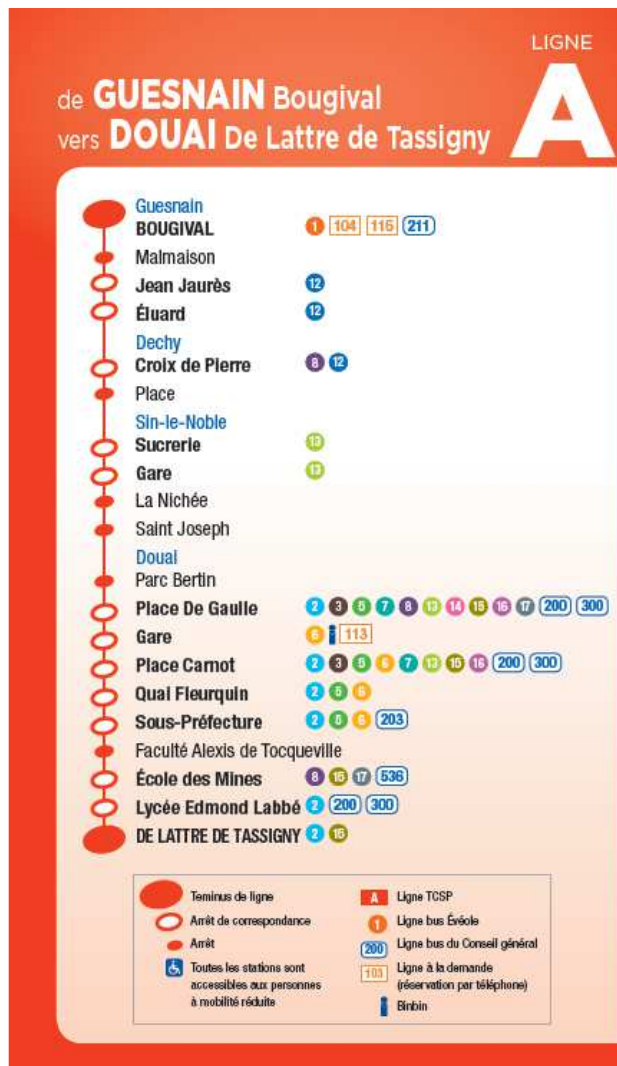 LIGNE
A
de GUESNAIN Bougival
vers DOUAI De Lattre de Tassigny
Guesnain
BOUGIVAL 1 104 115 211
Malmaison
Jean Jaurès 12
Éluard 12
Dechy
Croix de Pierre 8 12
Place
Sin-le-Noble
Sucrerie 13
Gare 13
La Nichée
Saint Joseph
Douai
Parc Bertin
Place De Gaulle 2 3 5 7 8 13 14 15 16 17 200 300
Gare 6 113
Place Carnot 2 3 5 6 7 13 15 16 200 300
Quai Fleurquin 2 5 6
Sous-Préfecture 2 5 6 203
Faculté Alexis de Tocqueville
École des Mines 8 15 17 536
Lycée Edmond Labbé 2 200 300
DE LATTRE DE TASSIGNY 2 15
Teminus de ligne
Arrêt de correspondance
Arrêt
Toutes les stations sont
accessibles aux personnes
à mobilité réduite
A Ligne TCSP
1 Ligne bus Évéole
200 Ligne bus du Conseil général
103 Ligne à la demande
(réservation par téléphone)
Binbin